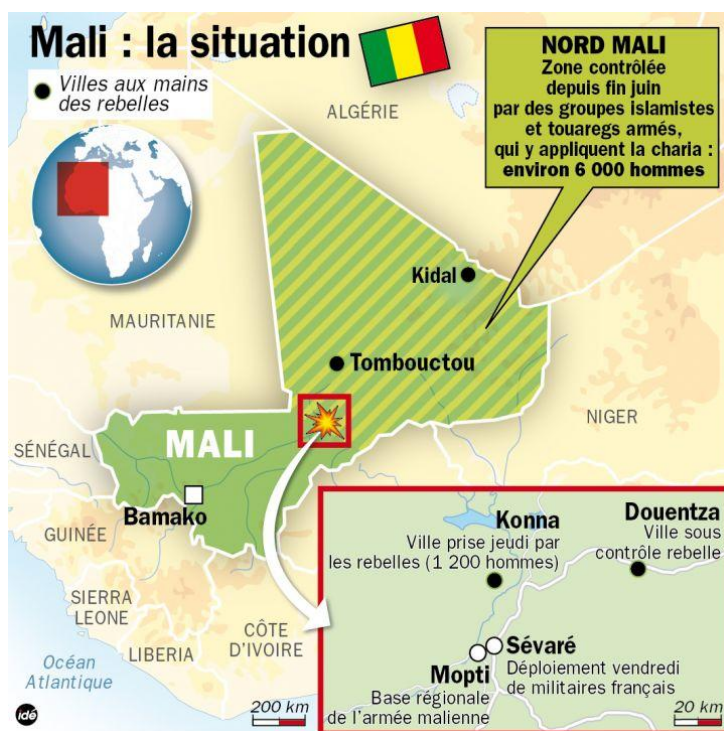 Mali : la situation
Villes aux mains
des rebelles
NORD MALI
Zone contrôlée
depuis fin juin
par des groupes islamistes
et touaregs armés,
qui y appliquent la charia :
environ 6 000 hommes
ALGÉRIE
Kidal
MAURITANIE
Tombouctou
NIGER
MALI
SÉNÉGAL
Bamako
GUINÉE
SIERRA
LEONE
LIBERIA
CÔTE
D'IVOIRE
Océan
Atlantique
idé
200 km
Konna
Ville prise jeudi par
les rebelles (1 200 hommes)
Douentza
Ville sous
contrôle rebelle
Sévaré
Déploiement vendredi
de militaires français
Mopti
Base régionale
de l'armée malienne
20 km